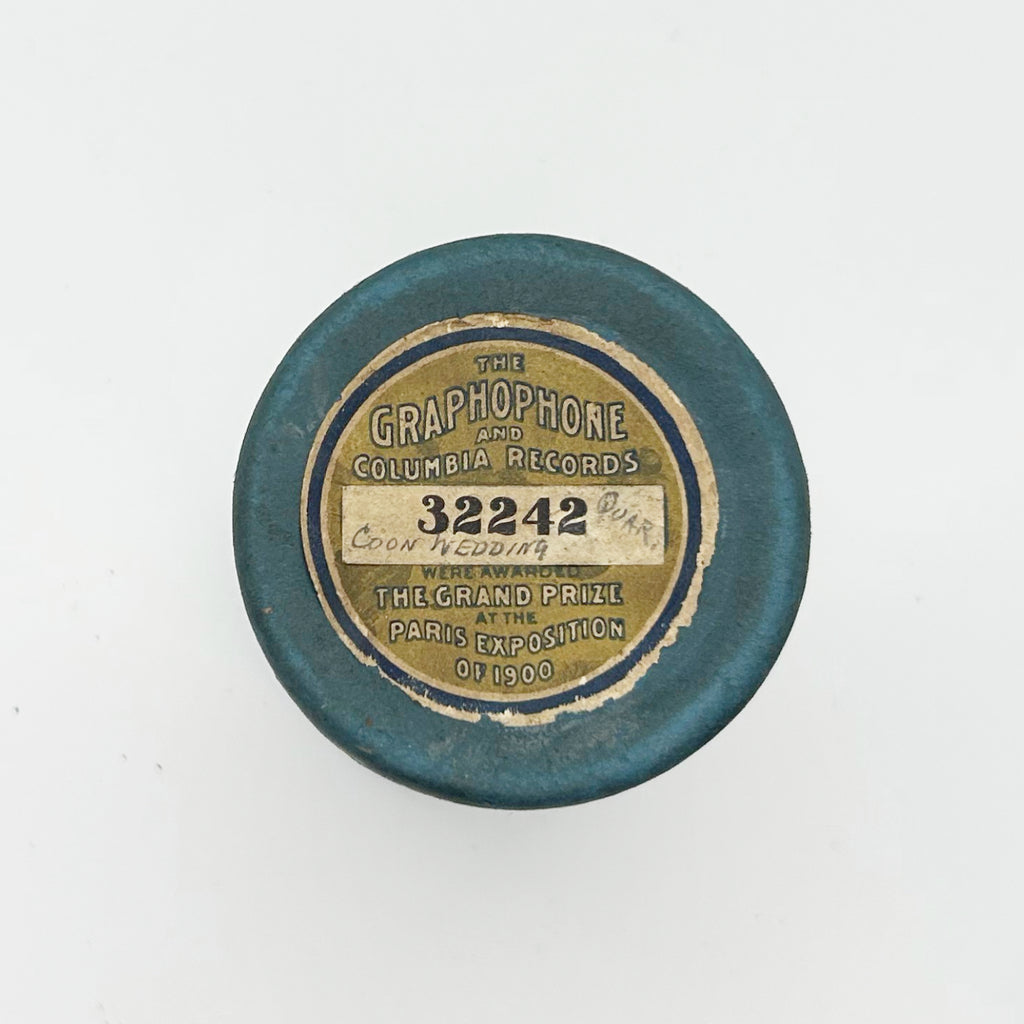 THE
GRAPHOPHONE
AND
COLUMBIA RECORDS
32242 QUAR.
COON WEDDING
WERE AWARDED
THE GRAND PRIZE
AT THE
PARIS EXPOSITION
OF 1900